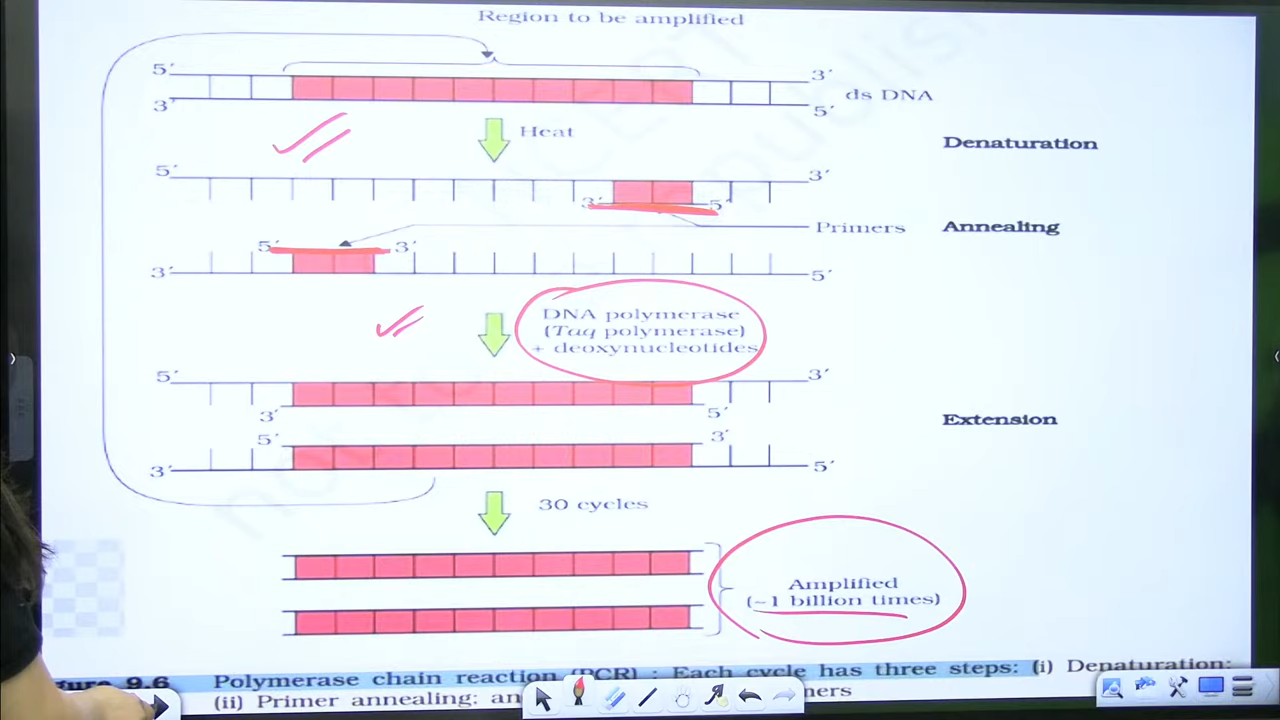 Region to be amplified
5′ 3′
3′ 5′ ds DNA
Heat
Denaturation
5′ 3′
3′ 5′
Primers Annealing
5′ 3′
3′ 5′
DNA polymerase
(Taq polymerase)
+ deoxynucleotides
5′ 3′
3′ 5′
Extension
5′ 3′
3′ 5′
30 cycles
Amplified
(~1 billion times)
9.6 Polymerase chain reaction (PCR) : Each cycle has three steps: (i) Denaturation;
(ii) Primer annealing; an